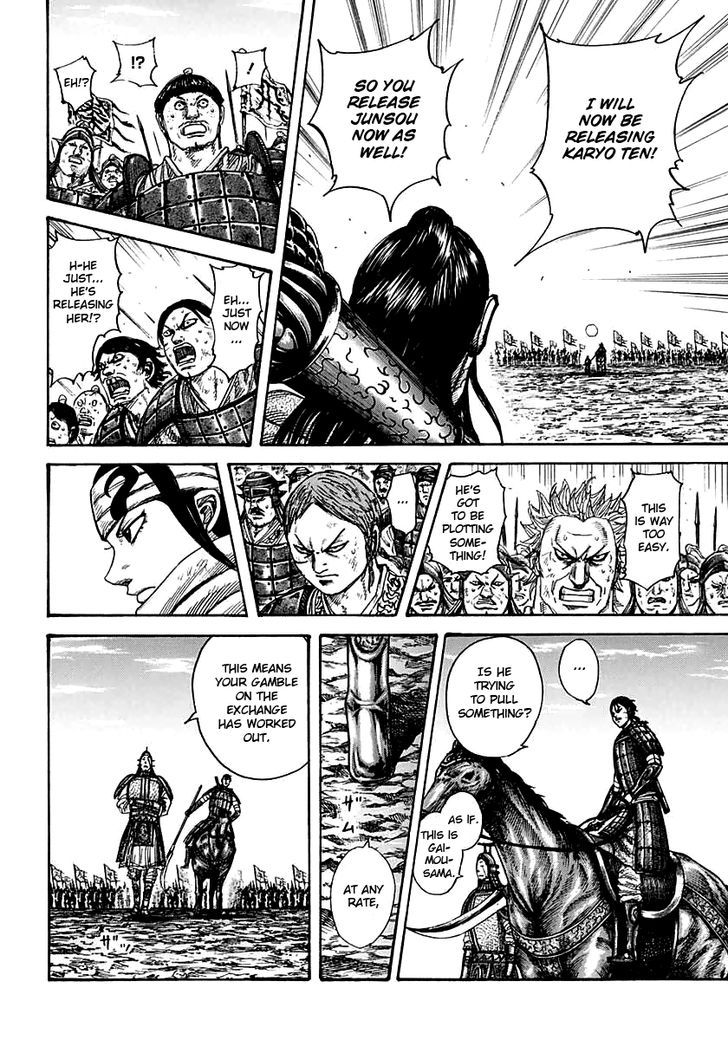 I WILL
NOW BE
RELEASING
KARYO TEN!
SO YOU
RELEASE
JUNSOU
NOW AS
WELL!
!
!?
EH!?
EH...
JUST
NOW
...
H-HE
JUST...
HE'S
RELEASING
HER!?
THIS
IS WAY
TOO
EASY.
HE'S
GOT
TO BE
PLOTTING
SOME-
THING!
...
...
IS HE
TRYING
TO PULL
SOMETHING?
AS IF.
THIS IS
GAI-
MOU-
SAMA.
AT ANY
RATE,
THIS MEANS
YOUR GAMBLE
ON THE
EXCHANGE
HAS WORKED
OUT.